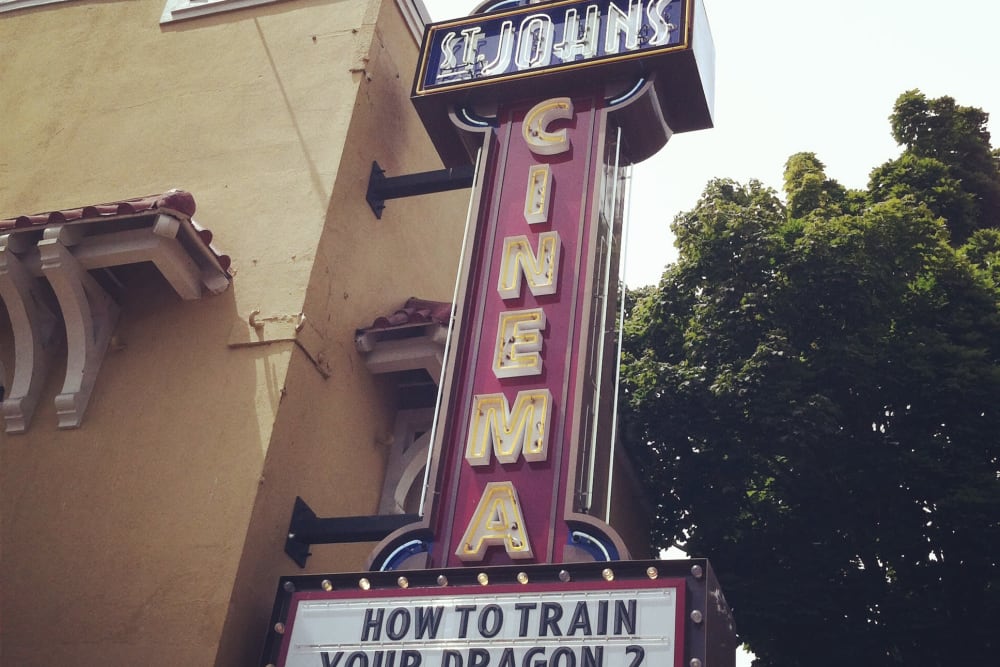 ST. JOHNS
CINEMA
HOW TO TRAIN
YOUR DRAGON 2